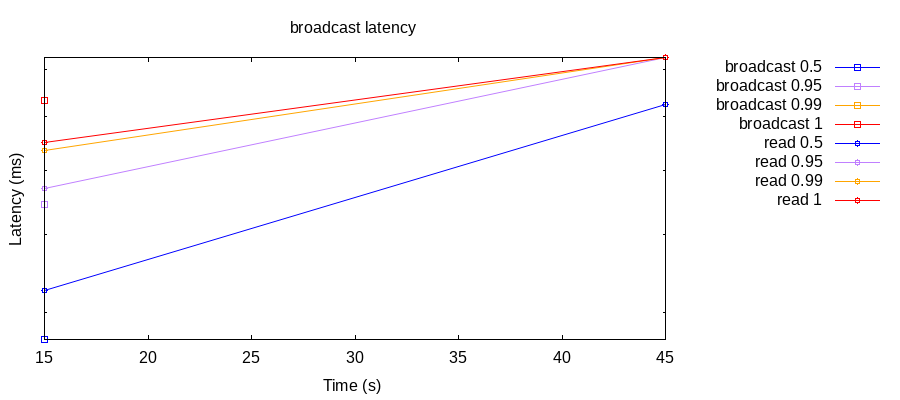 broadcast latency
Latency (ms)
15 20 25 30 35 40 45
Time (s)
broadcast 0.5
broadcast 0.95
broadcast 0.99
broadcast 1
read 0.5
read 0.95
read 0.99
read 1